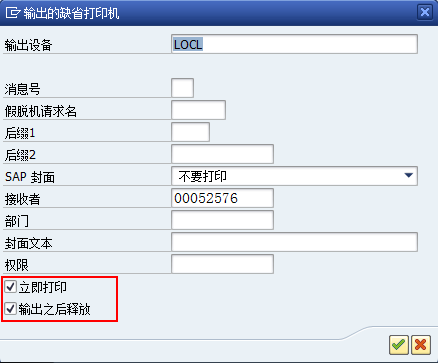 输出的缺省打印机
输出设备 LOCL
消息号
假脱机请求名
后缀1
后缀2
SAP 封面 不要打印
接收者 00052576
部门
封面文本
权限
立即打印
输出之后释放